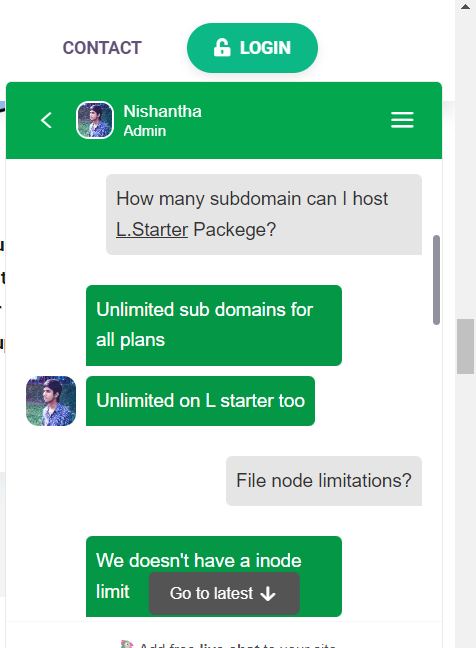 CONTACT
LOGIN
Nishantha
Admin
How many subdomain can I host
L.Starter Packege?
Unlimited sub domains for
all plans
Unlimited on L starter too
File node limitations?
We doesn't have a inode
limit
Go to latest
Add free live chat to your site